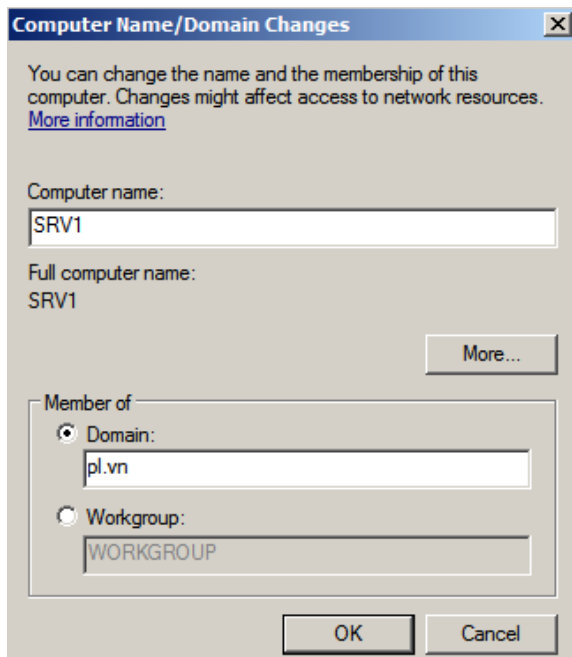 Computer Name/Domain Changes
You can change the name and the membership of this
computer. Changes might affect access to network resources.
More information
Computer name:
SRV1
Full computer name:
SRV1
More...
Member of
Domain:
pl.vn
Workgroup:
WORKGROUP
OK Cancel